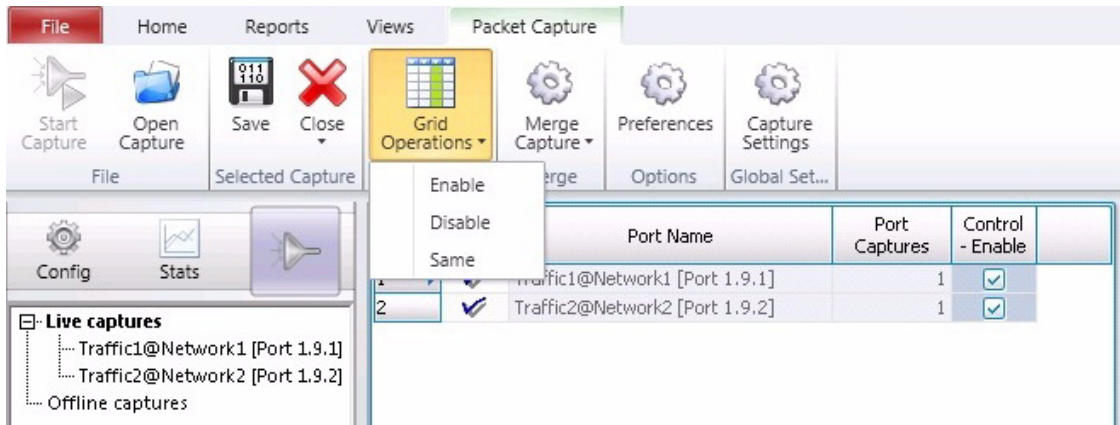 File Home Reports Views Packet Capture
Start Capture
Open Capture
Save
Close
Grid Operations
Merge Capture
Preferences
Capture Settings
File Selected Capture Options Global Set...
Enable
Disable
Same
Config Stats
Port Name
Port Captures
Control - Enable
1 Traffic1@Network1 [Port 1.9.1] 1
2 Traffic2@Network2 [Port 1.9.2] 1
Live captures
Traffic1@Network1 [Port 1.9.1]
Traffic2@Network2 [Port 1.9.2]
Offline captures